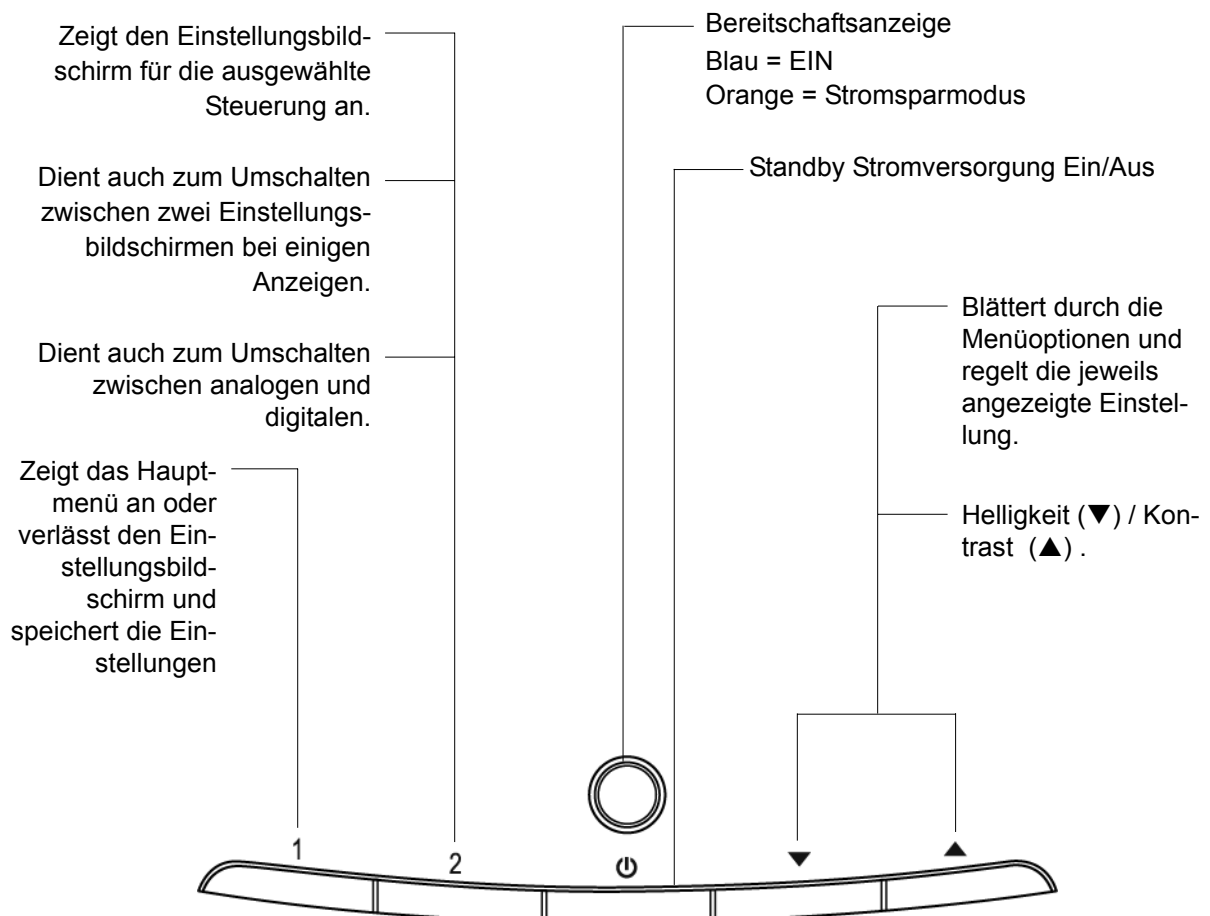 Zeigt den Einstellungsbild-
schirm für die ausgewählte
Steuerung an.
Dient auch zum Umschalten
zwischen zwei Einstellungs-
bildschirmen bei einigen
Anzeigen.
Dient auch zum Umschalten
zwischen analogen und
digitalen.
Zeigt das Haupt-
menü an oder
verlässt den Ein-
stellungsbild-
schirm und
speichert die Ein-
stellungen
Bereitschaftsanzeige
Blau = EIN
Orange = Stromsparmodus
Standby Stromversorgung Ein/Aus
Blättert durch die
Menüoptionen und
regelt die jeweils
angezeigte Einstel-
lung.
Helligkeit (▼) / Kon-
trast (▲) .
1
2
⏻
▼
▲